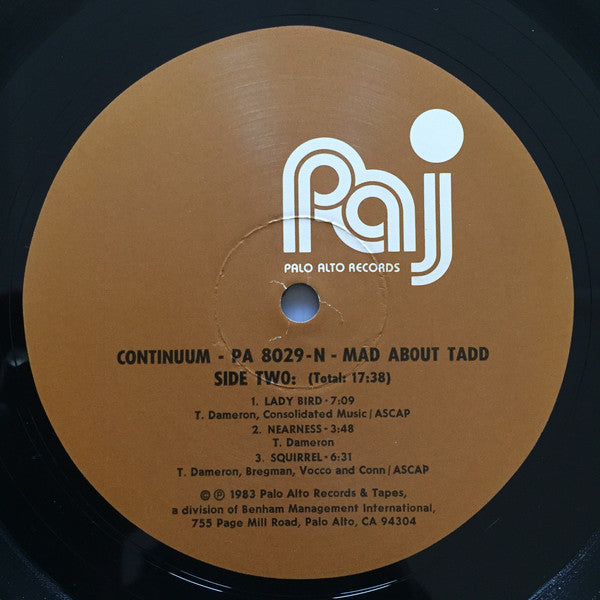 Paj
PALO ALTO RECORDS
CONTINUUM - PA 8029-N - MAD ABOUT TADD
SIDE TWO: (Total: 17:38)
1. LADY BIRD - 7:09
T. Dameron, Consolidated Music/ASCAP
2. NEARNESS - 3:48
T. Dameron
3. SQUIRREL - 6:31
T. Dameron, Bregman, Vocco and Conn/ASCAP
© ℗ 1983 Palo Alto Records & Tapes,
a division of Benham Management International,
755 Page Mill Road, Palo Alto, CA 94304